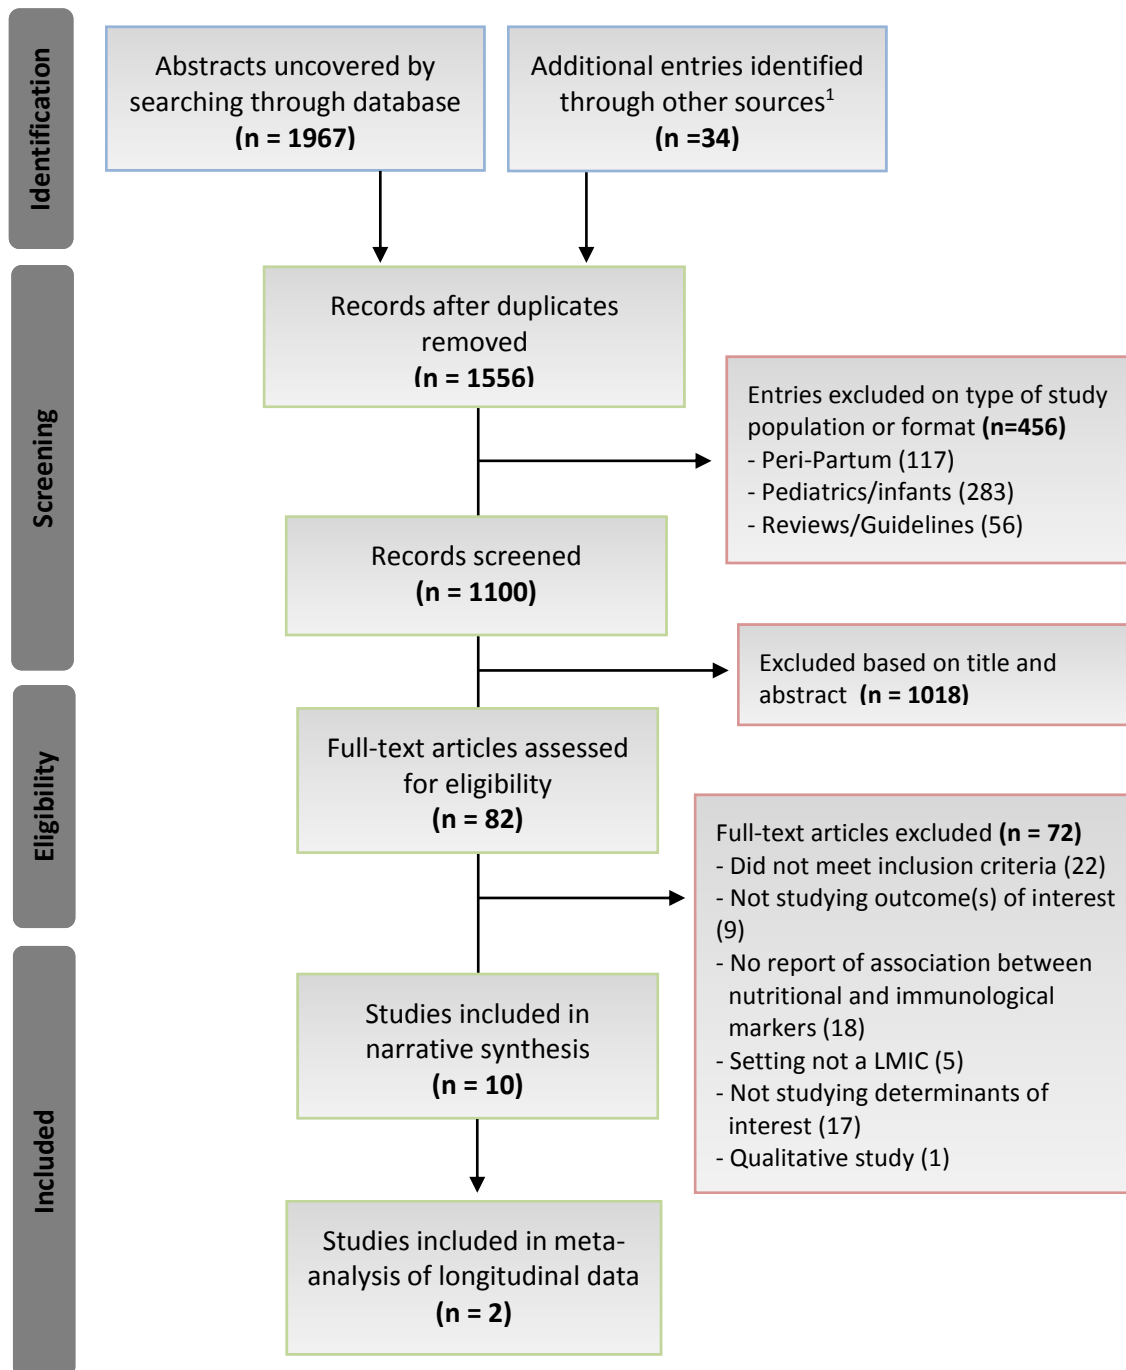 Identification
Abstracts uncovered by
searching through database
(n = 1967)
Additional entries identified
through other sources1
(n =34)
Screening
Records after duplicates
removed
(n = 1556)
Entries excluded on type of study
population or format (n=456)
- Peri-Partum (117)
- Pediatrics/infants (283)
- Reviews/Guidelines (56)
Records screened
(n = 1100)
Excluded based on title and
abstract (n = 1018)
Eligibility
Full-text articles assessed
for eligibility
(n = 82)
Full-text articles excluded (n = 72)
- Did not meet inclusion criteria (22)
- Not studying outcome(s) of interest
(9)
- No report of association between
nutritional and immunological
markers (18)
- Setting not a LMIC (5)
- Not studying determinants of
interest (17)
- Qualitative study (1)
Included
Studies included in
narrative synthesis
(n = 10)
Studies included in meta-
analysis of longitudinal data
(n = 2)